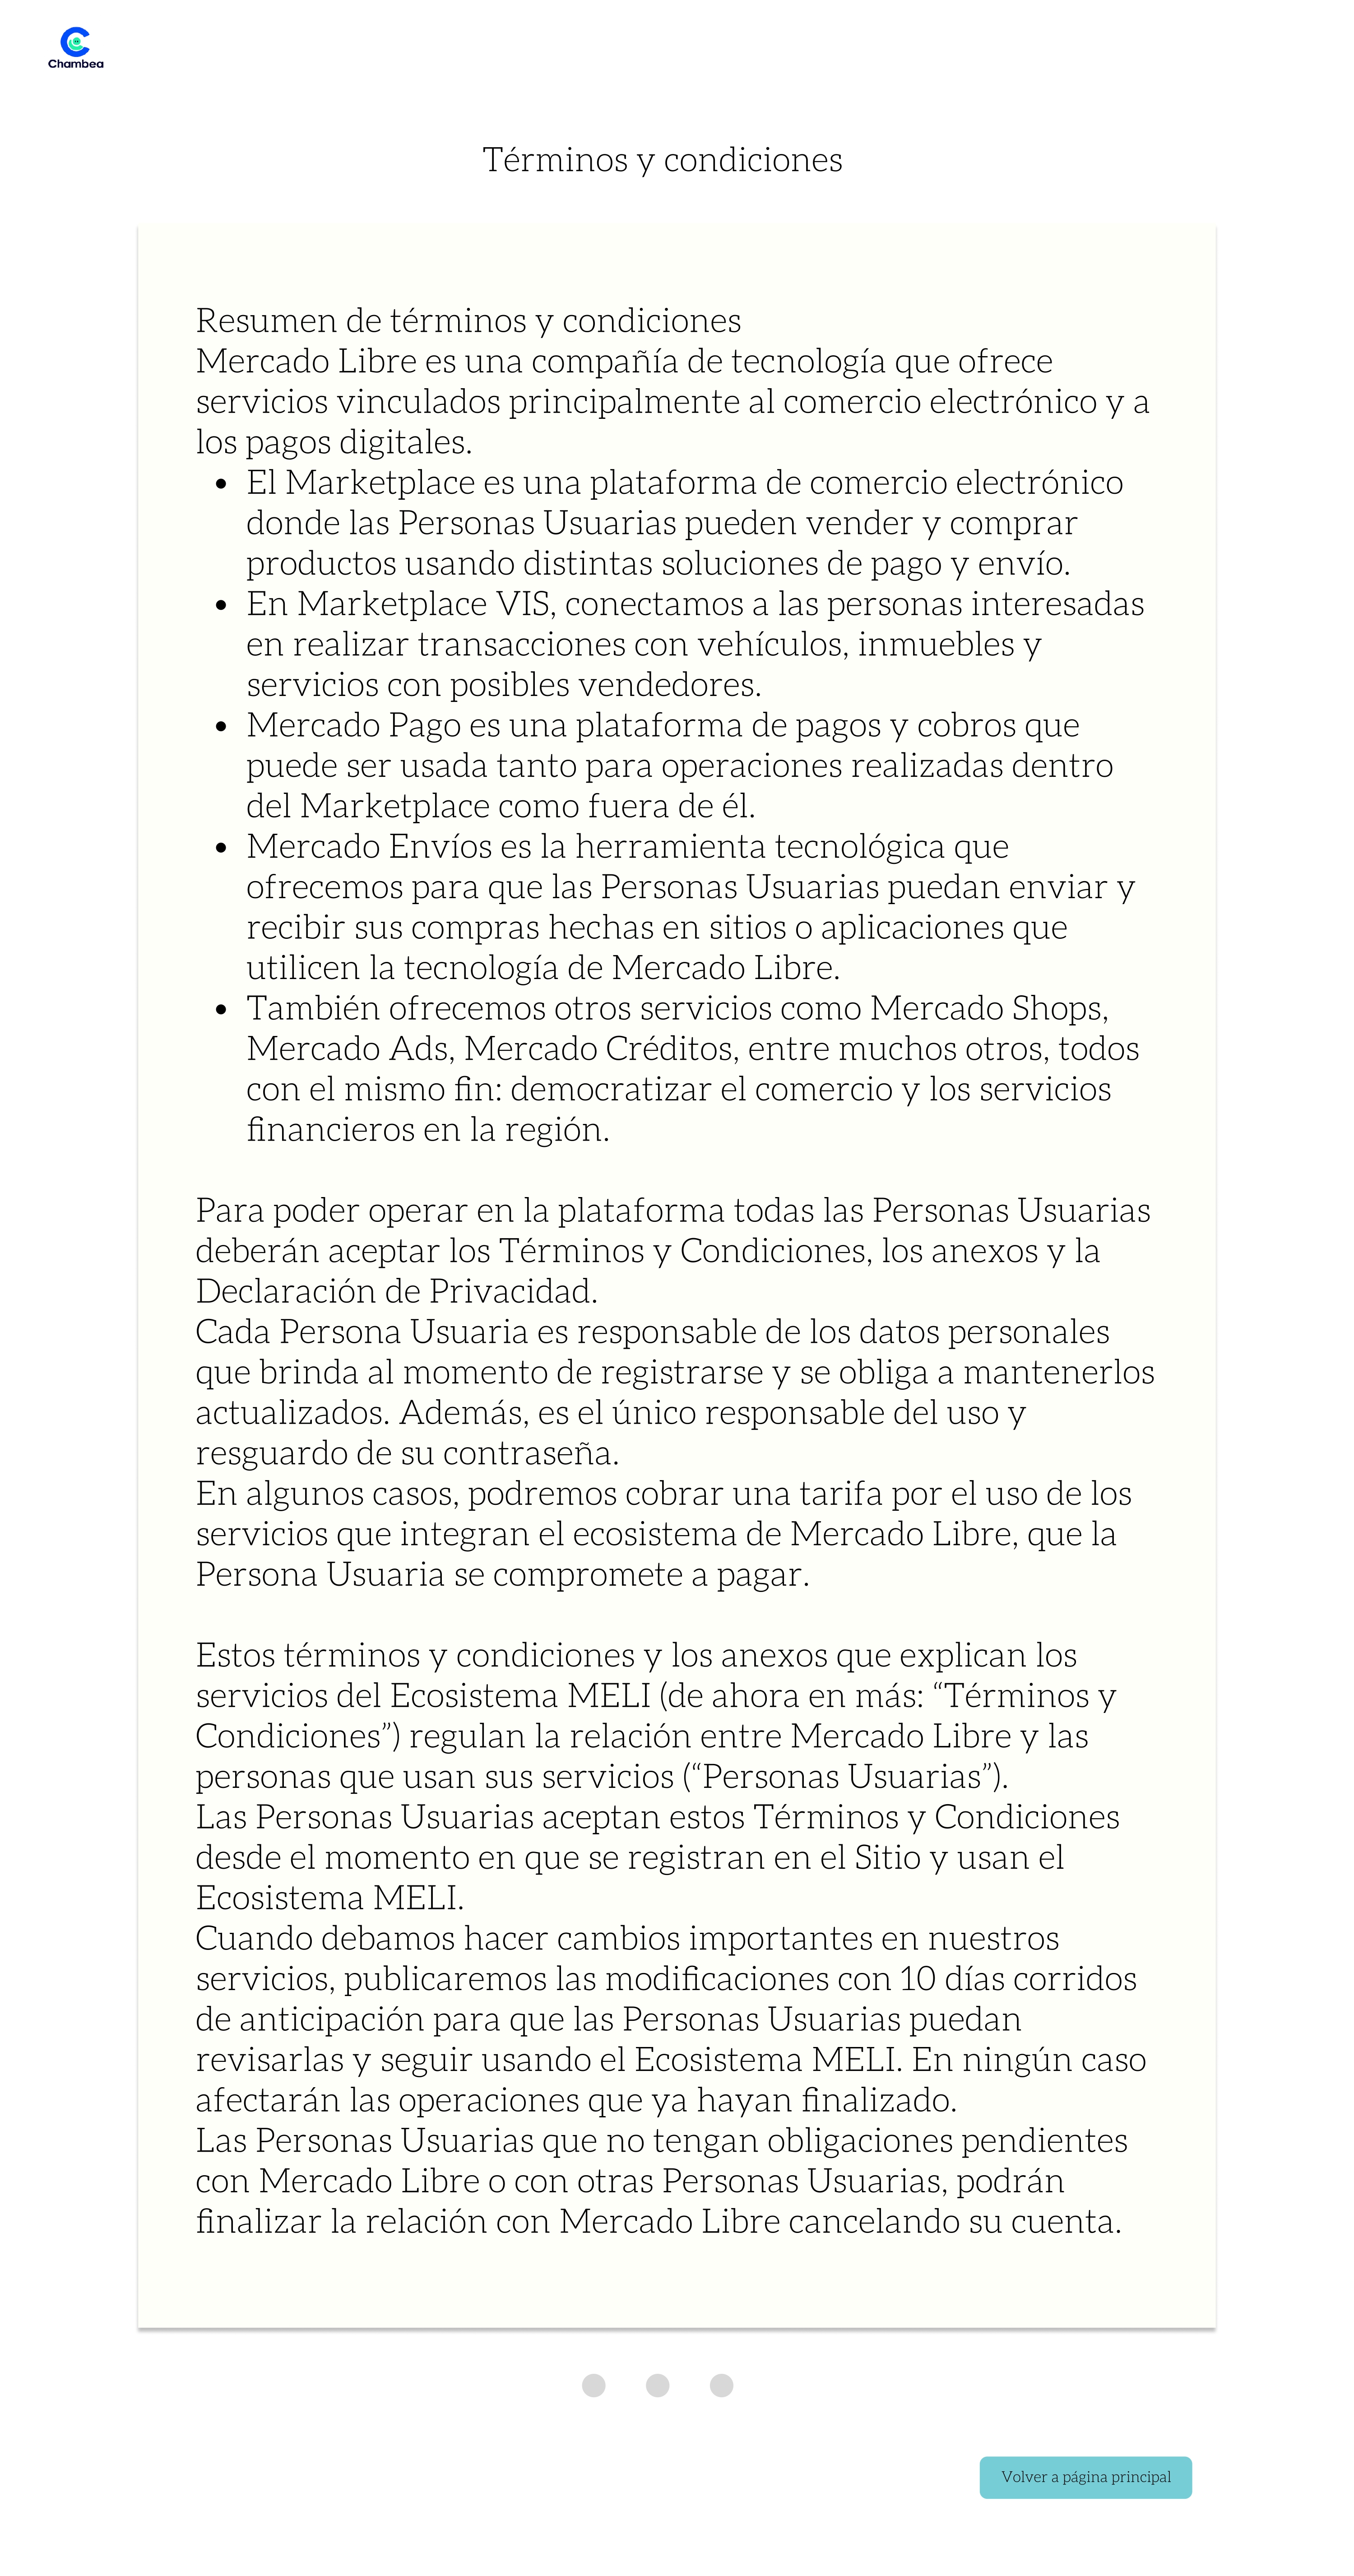 Chambea
Términos y condiciones
Resumen de términos y condiciones
Mercado Libre es una compañía de tecnología que ofrece
servicios vinculados principalmente al comercio electrónico y a
los pagos digitales.
• El Marketplace es una plataforma de comercio electrónico
donde las Personas Usuarias pueden vender y comprar
productos usando distintas soluciones de pago y envío.
• En Marketplace VIS, conectamos a las personas interesadas
en realizar transacciones con vehículos, inmuebles y
servicios con posibles vendedores.
• Mercado Pago es una plataforma de pagos y cobros que
puede ser usada tanto para operaciones realizadas dentro
del Marketplace como fuera de él.
• Mercado Envíos es la herramienta tecnológica que
ofrecemos para que las Personas Usuarias puedan enviar y
recibir sus compras hechas en sitios o aplicaciones que
utilicen la tecnología de Mercado Libre.
• También ofrecemos otros servicios como Mercado Shops,
Mercado Ads, Mercado Créditos, entre muchos otros, todos
con el mismo fin: democratizar el comercio y los servicios
financieros en la región.
Para poder operar en la plataforma todas las Personas Usuarias
deberán aceptar los Términos y Condiciones, los anexos y la
Declaración de Privacidad.
Cada Persona Usuaria es responsable de los datos personales
que brinda al momento de registrarse y se obliga a mantenerlos
actualizados. Además, es el único responsable del uso y
resguardo de su contraseña.
En algunos casos, podremos cobrar una tarifa por el uso de los
servicios que integran el ecosistema de Mercado Libre, que la
Persona Usuaria se compromete a pagar.
Estos términos y condiciones y los anexos que explican los
servicios del Ecosistema MELI (de ahora en más: “Términos y
Condiciones”) regulan la relación entre Mercado Libre y las
personas que usan sus servicios (“Personas Usuarias”).
Las Personas Usuarias aceptan estos Términos y Condiciones
desde el momento en que se registran en el Sitio y usan el
Ecosistema MELI.
Cuando debamos hacer cambios importantes en nuestros
servicios, publicaremos las modificaciones con 10 días corridos
de anticipación para que las Personas Usuarias puedan
revisarlas y seguir usando el Ecosistema MELI. En ningún caso
afectarán las operaciones que ya hayan finalizado.
Las Personas Usuarias que no tengan obligaciones pendientes
con Mercado Libre o con otras Personas Usuarias, podrán
finalizar la relación con Mercado Libre cancelando su cuenta.
Volver a página principal